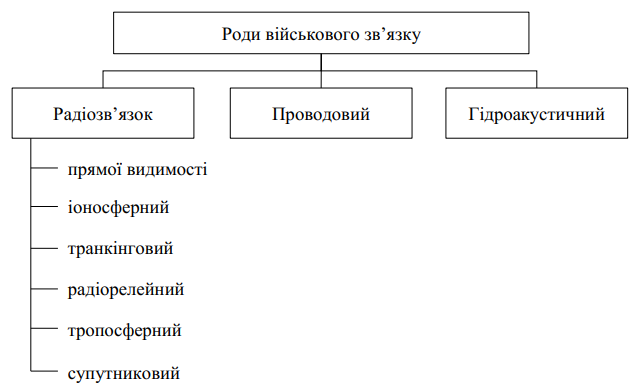 Роди військового зв’язку
Радіозв’язок
Проводовий
Гідроакустичний
прямої видимості
іоносферний
транкінговий
радіорелейний
тропосферний
супутниковий